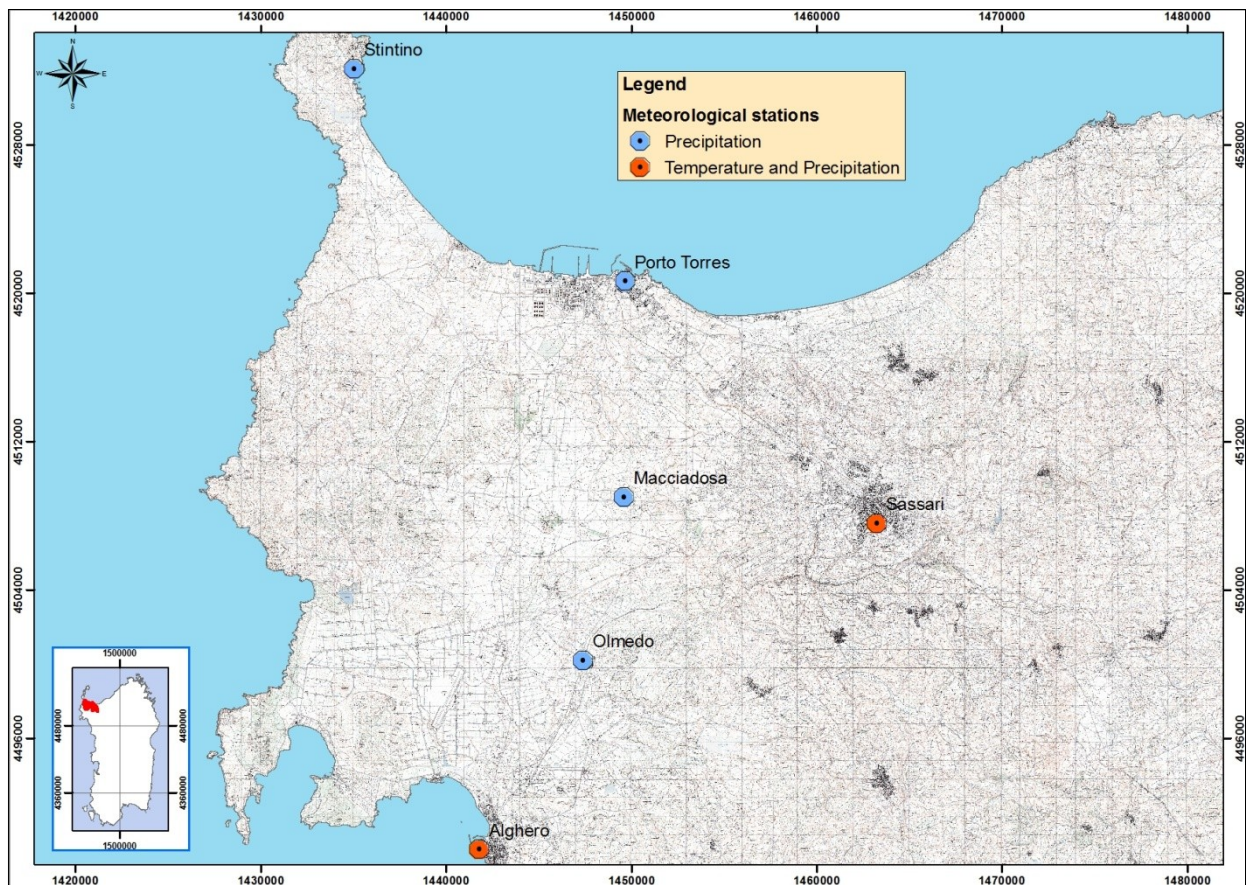 1420000 1430000 1440000 1450000 1460000 1470000 1480000
N
W E
S
Stintino
Legend
Meteorological stations
Precipitation
Temperature and Precipitation
4528000 4528000
Porto Torres
4520000 4520000
4512000 4512000
Macciadosa
Sassari
4504000 4504000
Olmedo
1500000
4480000 4480000
4360000 4360000
1500000
4496000 4496000
Alghero
1420000 1430000 1440000 1450000 1460000 1470000 1480000